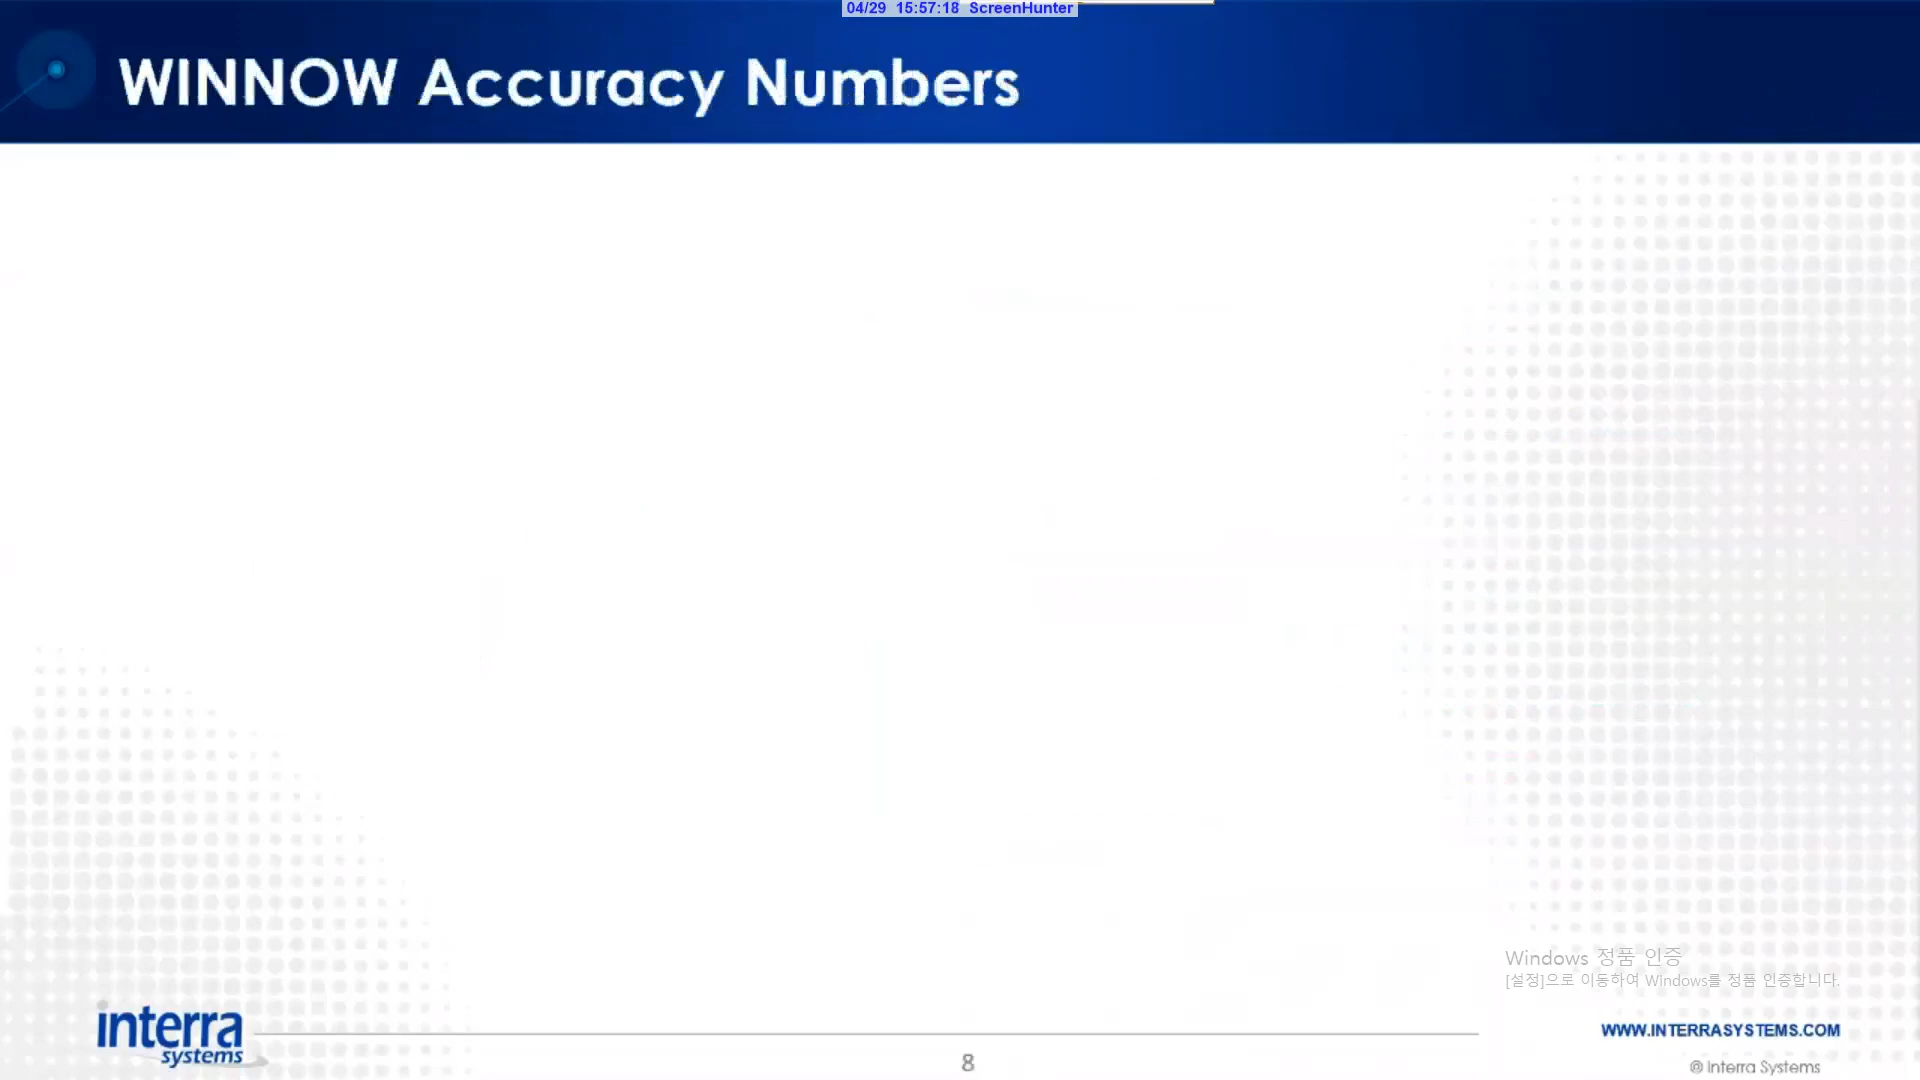 04/29 15:57:18 ScreenHunter
WINNOW Accuracy Numbers
Windows 정품 인증
[설정]으로 이동하여 Windows를 정품 인증합니다.
interra
systems
WWW.INTERRASYSTEMS.COM
8
@ Interra Systems